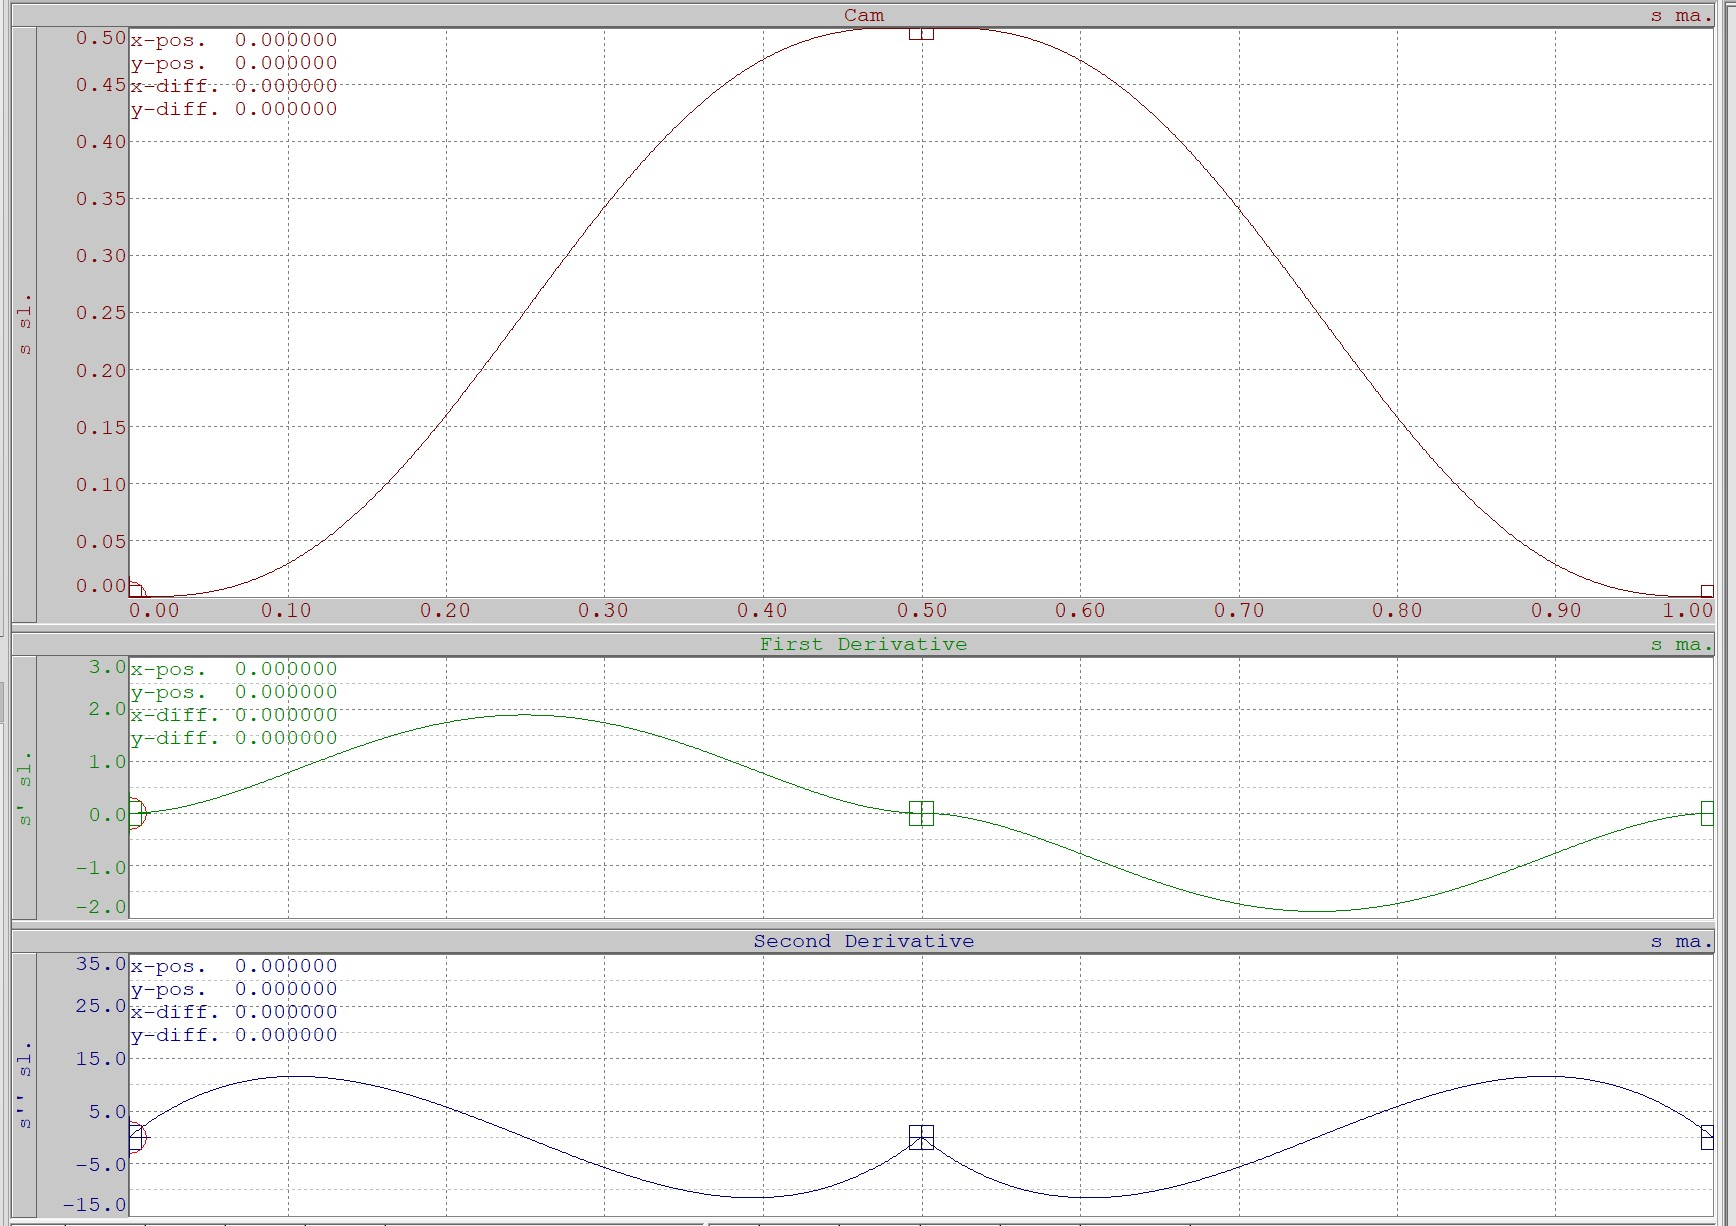 Cam s ma.
0.50
x-pos. 0.000000
y-pos. 0.000000
0.45
x-diff. 0.000000
y-diff. 0.000000
0.40
0.35
0.30
s sl.
0.25
0.20
0.15
0.10
0.05
0.00
0.00 0.10 0.20 0.30 0.40 0.50 0.60 0.70 0.80 0.90 1.00
First Derivative s ma.
3.0
x-pos. 0.000000
y-pos. 0.000000
2.0
x-diff. 0.000000
y-diff. 0.000000
1.0
s' sl.
0.0
-1.0
-2.0
Second Derivative s ma.
35.0
x-pos. 0.000000
y-pos. 0.000000
25.0
x-diff. 0.000000
y-diff. 0.000000
15.0
s'' sl.
5.0
-5.0
-15.0